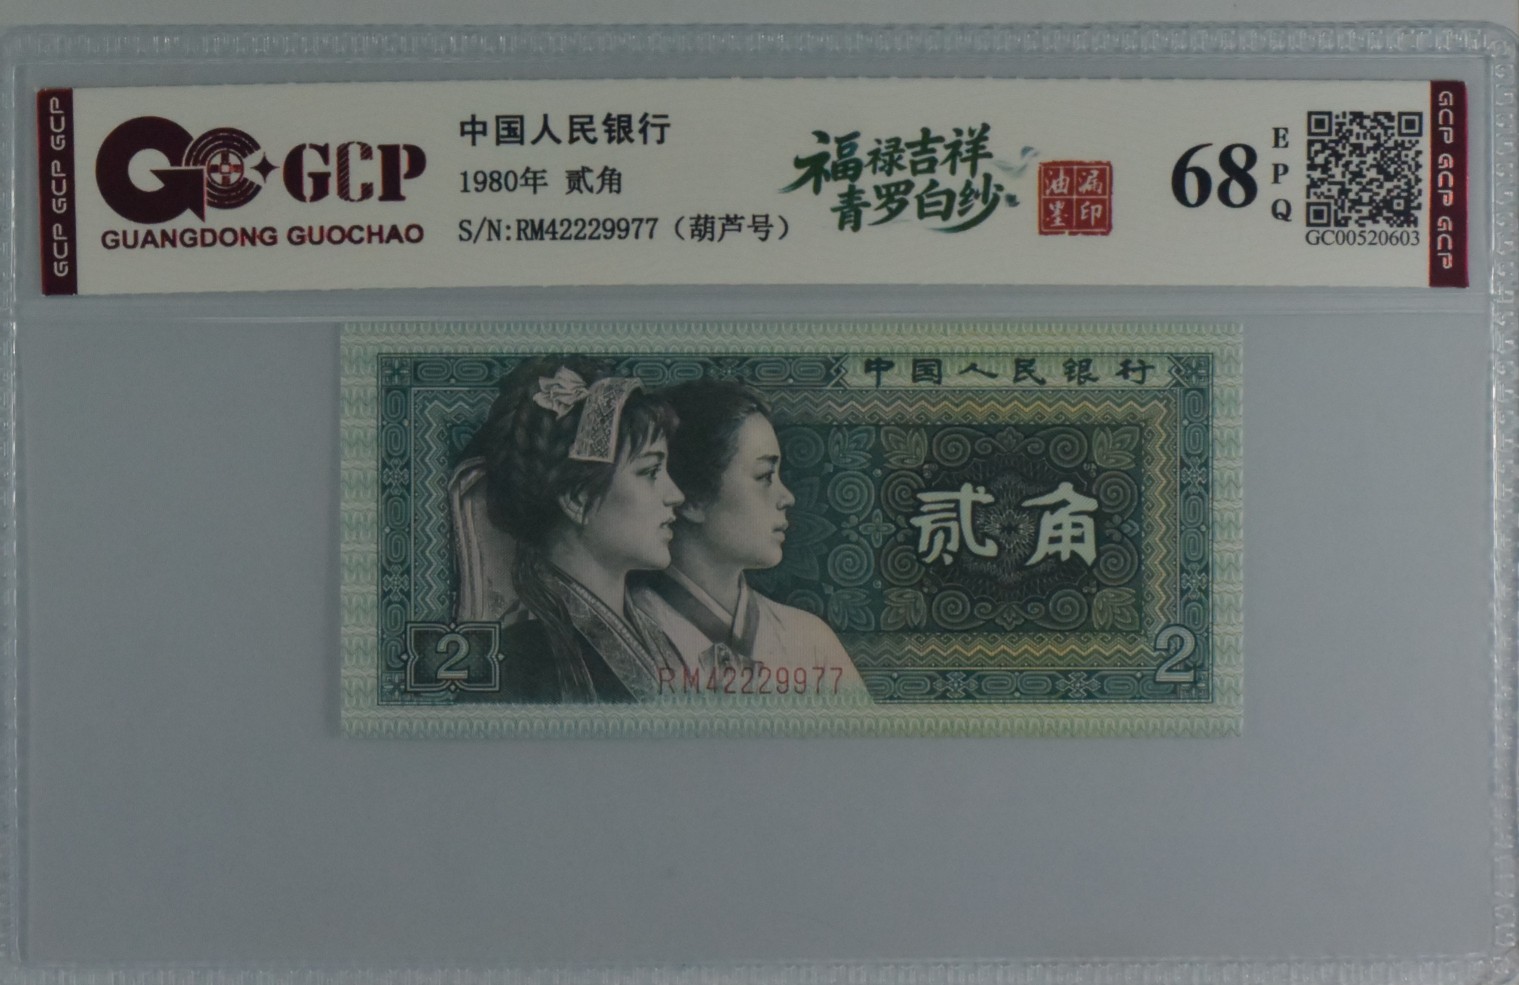 GCP GCP GCP
GCP
GUANGDONG GUOCHAO
中国人民银行
1980年 贰角
S/N:RM42229977（葫芦号）
福禄吉祥
青罗白纱
油漏
墨印
68
E
P
Q
GC00520603
GCP GCP GCP
中国人民银行
贰角
2
RM42229977
2